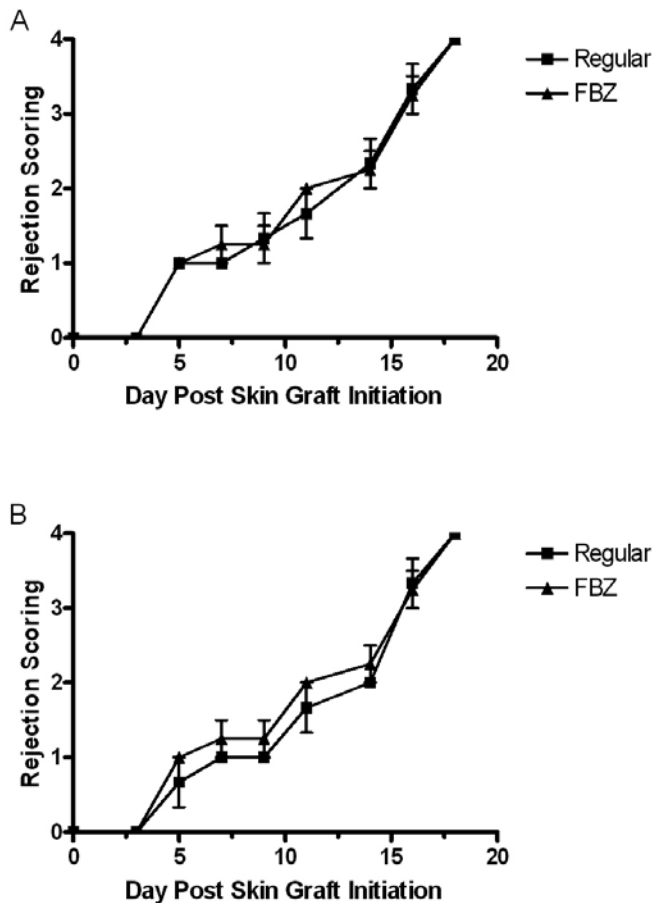 A
4
3
2
1
0
Rejection Scoring
0 5 10 15 20
Day Post Skin Graft Initiation
Regular
FBZ
B
4
3
2
1
0
Rejection Scoring
0 5 10 15 20
Day Post Skin Graft Initiation
Regular
FBZ